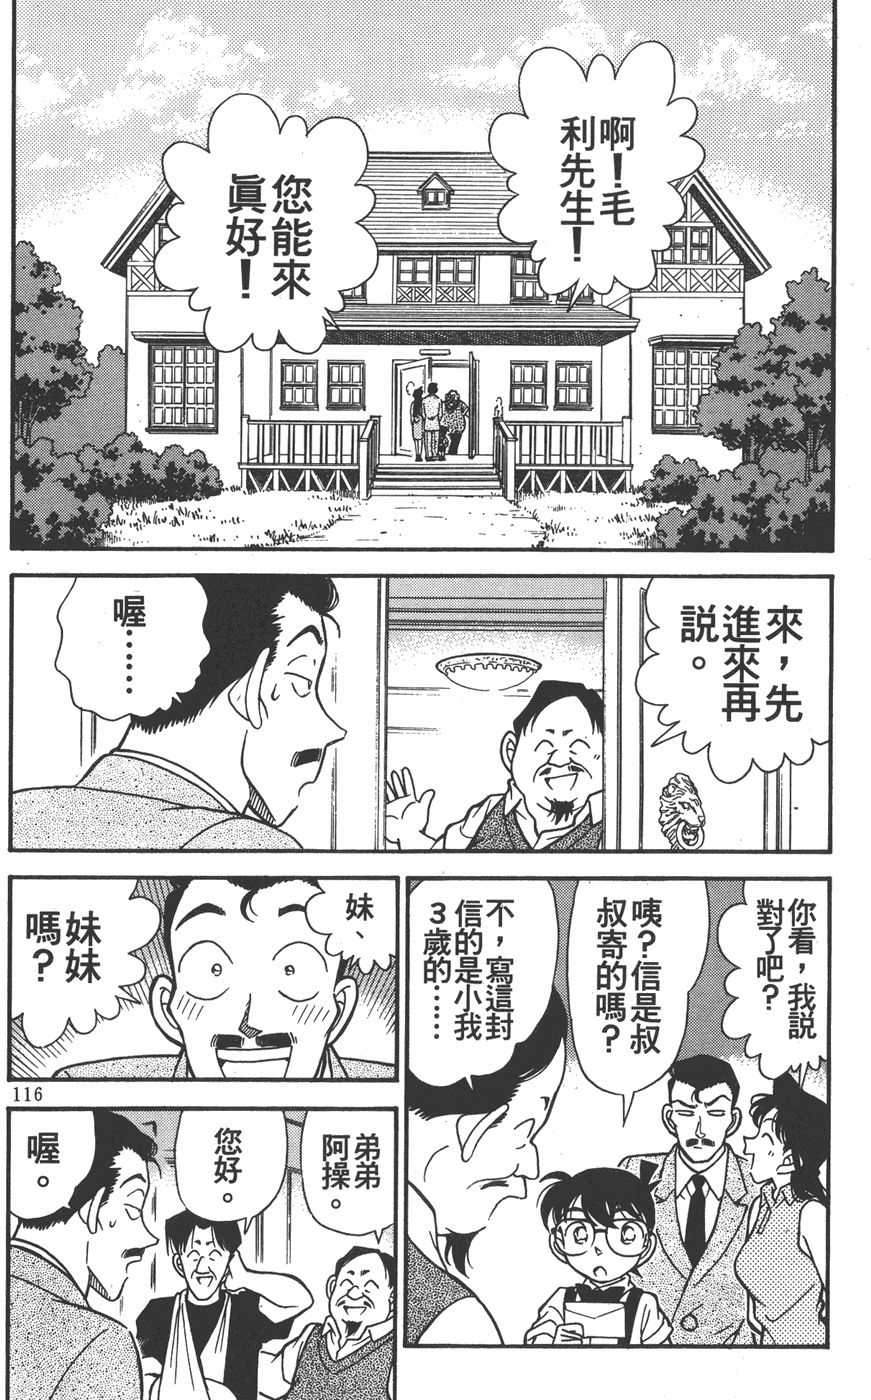 啊！毛
利先生！
您能來
真好！
來，先
進來再
說。
喔……
你看，我說
對了吧？
咦？信是叔
叔寄的嗎？
不，寫這封
信的是小我
3歲的……
妹、
妹妹
嗎？
116
弟弟
阿操。
您好。
喔。